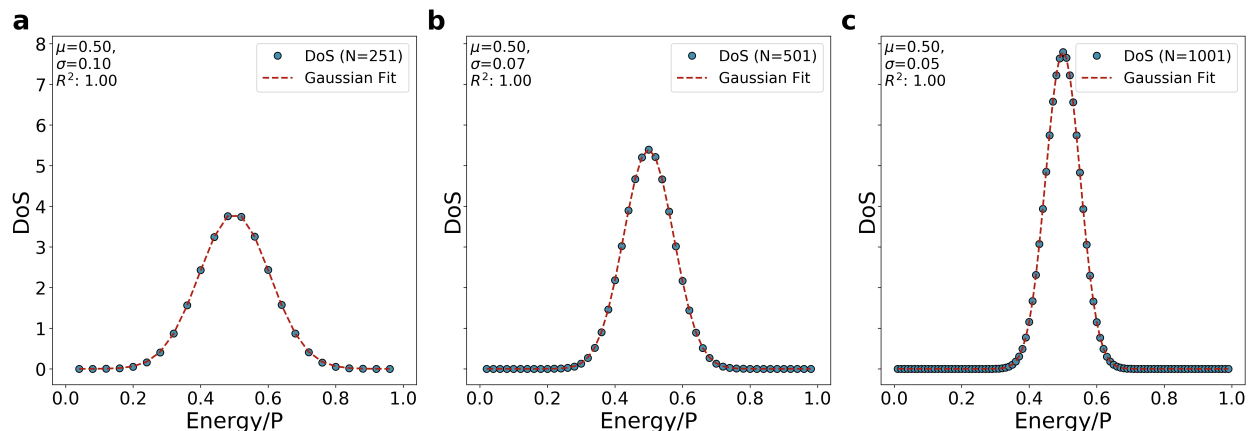 a
μ=0.50,
σ=0.10
R²: 1.00
DoS (N=251)
Gaussian Fit
DoS
8
7
6
5
4
3
2
1
0
0.0 0.2 0.4 0.6 0.8 1.0
Energy/P
b
μ=0.50,
σ=0.07
R²: 1.00
DoS (N=501)
Gaussian Fit
DoS
0.0 0.2 0.4 0.6 0.8 1.0
Energy/P
c
μ=0.50,
σ=0.05
R²: 1.00
DoS (N=1001)
Gaussian Fit
DoS
0.0 0.2 0.4 0.6 0.8 1.0
Energy/P